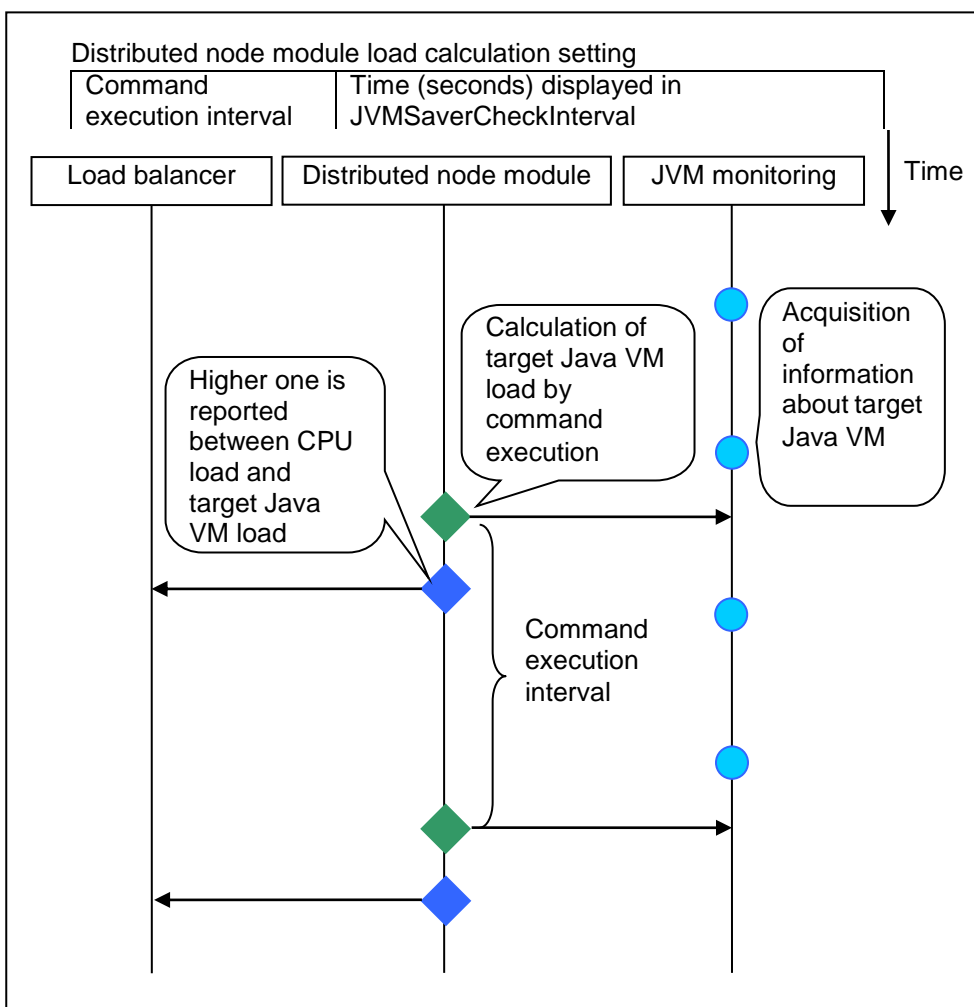 Distributed node module load calculation setting
Command
execution interval
Time (seconds) displayed in
JVMSaverCheckInterval
Load balancer
Distributed node module
JVM monitoring
Time
Acquisition
of
information
about target
Java VM
Calculation of
target Java VM
load by
command
execution
Higher one is
reported
between CPU
load and
target Java
VM load
Command
execution
interval